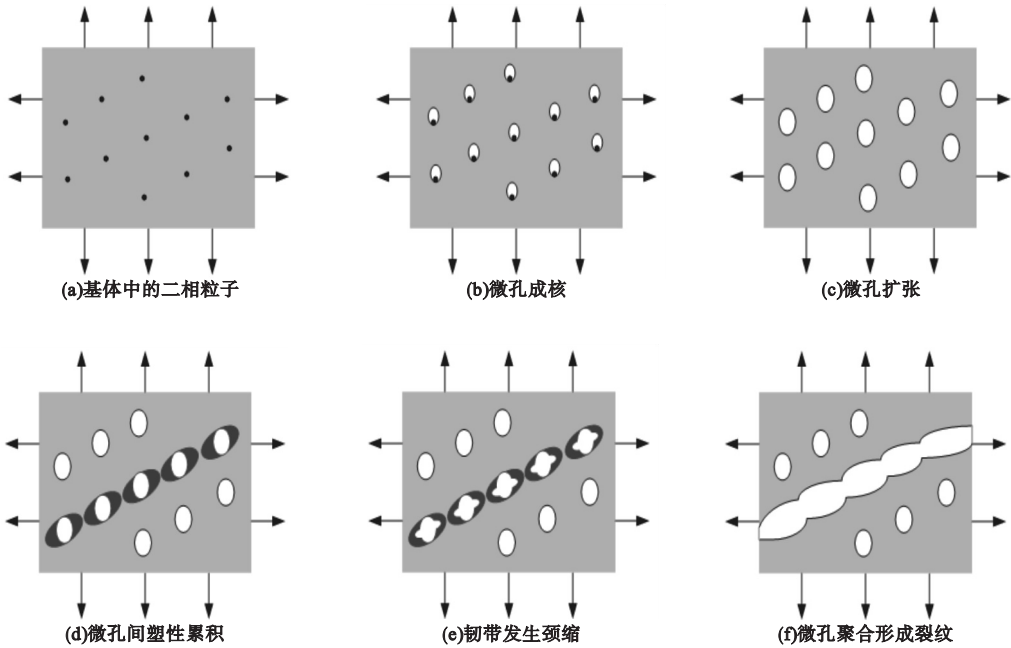 (a)基体中的二相粒子
(b)微孔成核
(c)微孔扩张
(d)微孔间塑性累积
(e)韧带发生颈缩
(f)微孔聚合形成裂纹